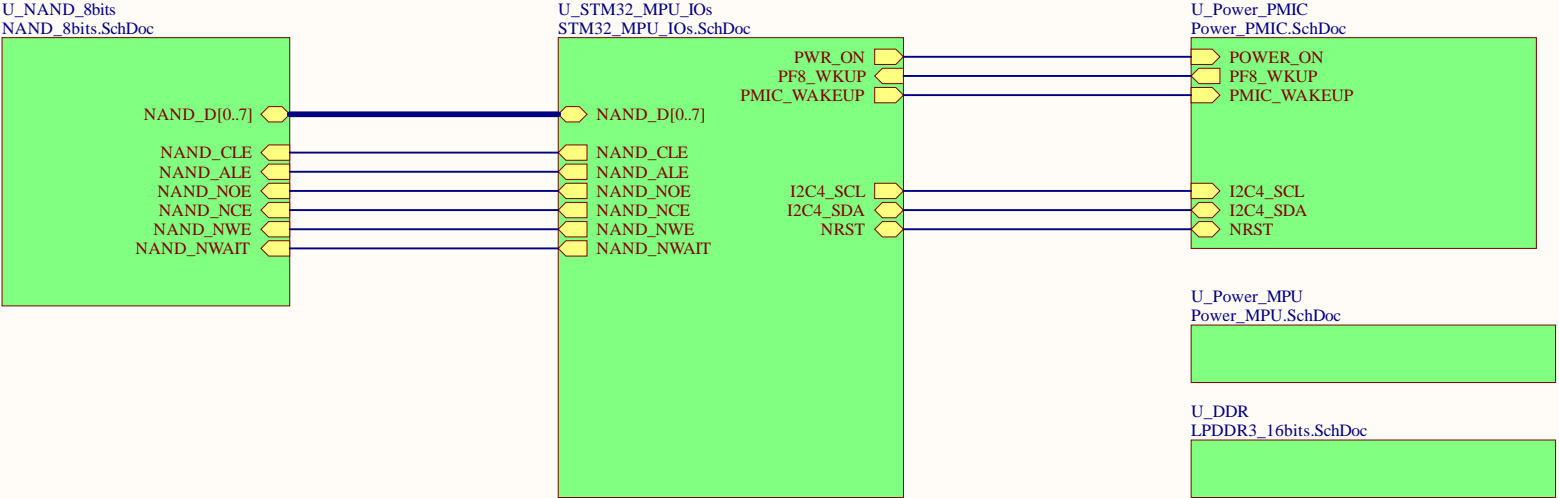 U_NAND_8bits
NAND_8bits.SchDoc
NAND_D[0..7]
NAND_CLE
NAND_ALE
NAND_NOE
NAND_NCE
NAND_NWE
NAND_NWAIT
U_STM32_MPU_IOs
STM32_MPU_IOs.SchDoc
NAND_D[0..7]
NAND_CLE
NAND_ALE
NAND_NOE
NAND_NCE
NAND_NWE
NAND_NWAIT
PWR_ON
PF8_WKUP
PMIC_WAKEUP
I2C4_SCL
I2C4_SDA
NRST
U_Power_PMIC
Power_PMIC.SchDoc
POWER_ON
PF8_WKUP
PMIC_WAKEUP
I2C4_SCL
I2C4_SDA
NRST
U_Power_MPU
Power_MPU.SchDoc
U_DDR
LPDDR3_16bits.SchDoc